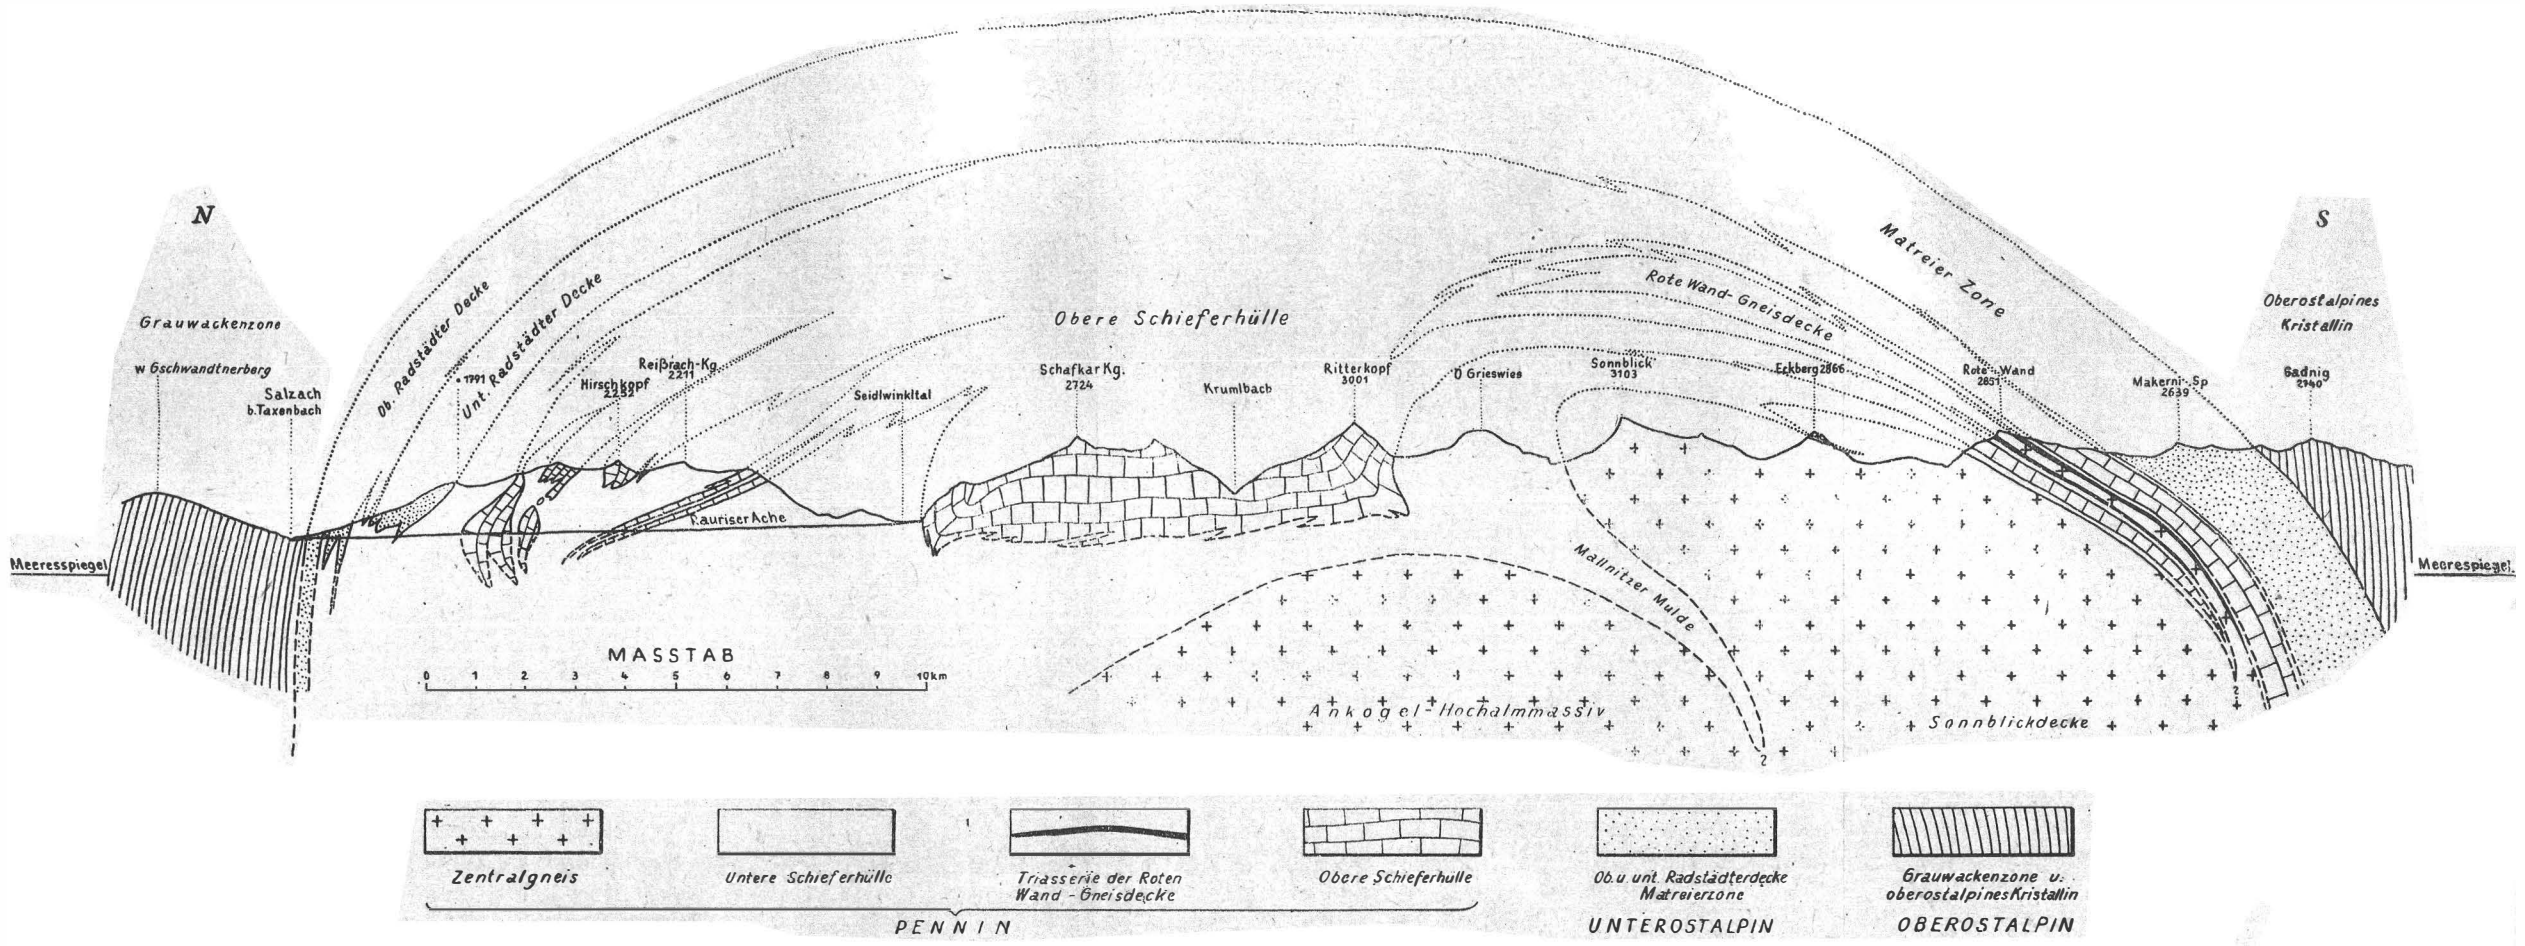 N
S
Grauwackenzone
w Gschwandtnerberg
Salzach
b.Taxenbach
Ob. Radstädter Decke
Unt. Radstädter Decke
1791
Hirschkopf
2252
Reißrach-Kg.
2211
Seidlwinkltal
Obere Schieferhülle
Schafkar Kg.
2724
Krumlbach
Ritterkopf
3001
Ö Grieswies
Sonnblick
3103
Rote Wand-Gneisdecke
Eckberg 2866
Matreier Zone
Rote Wand
2851
Makerni Sp
2639
Oberostalpines
Kristallin
Gadnig
2740
Rauriser Ache
Meeresspiegel
Meerespiegel.
Mallnitzer Mulde
MASSTAB
0 1 2 3 4 5 6 7 8 9 10 km
Ankogel-Hochalmmassiv
Sonnblickdecke
?
?
Zentralgneis
Untere Schieferhülle
Triasserie der Roten
Wand-Gneisdecke
Obere Schieferhülle
Ob. u. unt. Radstädterdecke
Matreierzone
Grauwackenzone u.
oberostalpines Kristallin
PENNIN
UNTEROSTALPIN
OBEROSTALPIN